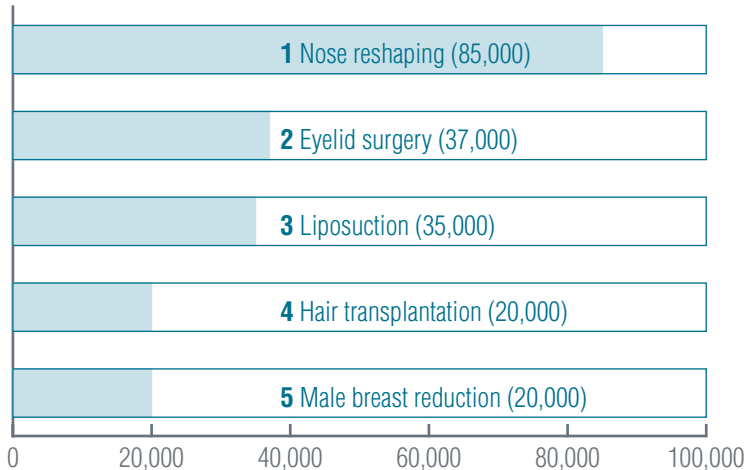 1 Nose reshaping (85,000)
2 Eyelid surgery (37,000)
3 Liposuction (35,000)
4 Hair transplantation (20,000)
5 Male breast reduction (20,000)
0 20,000 40,000 60,000 80,000 100,000